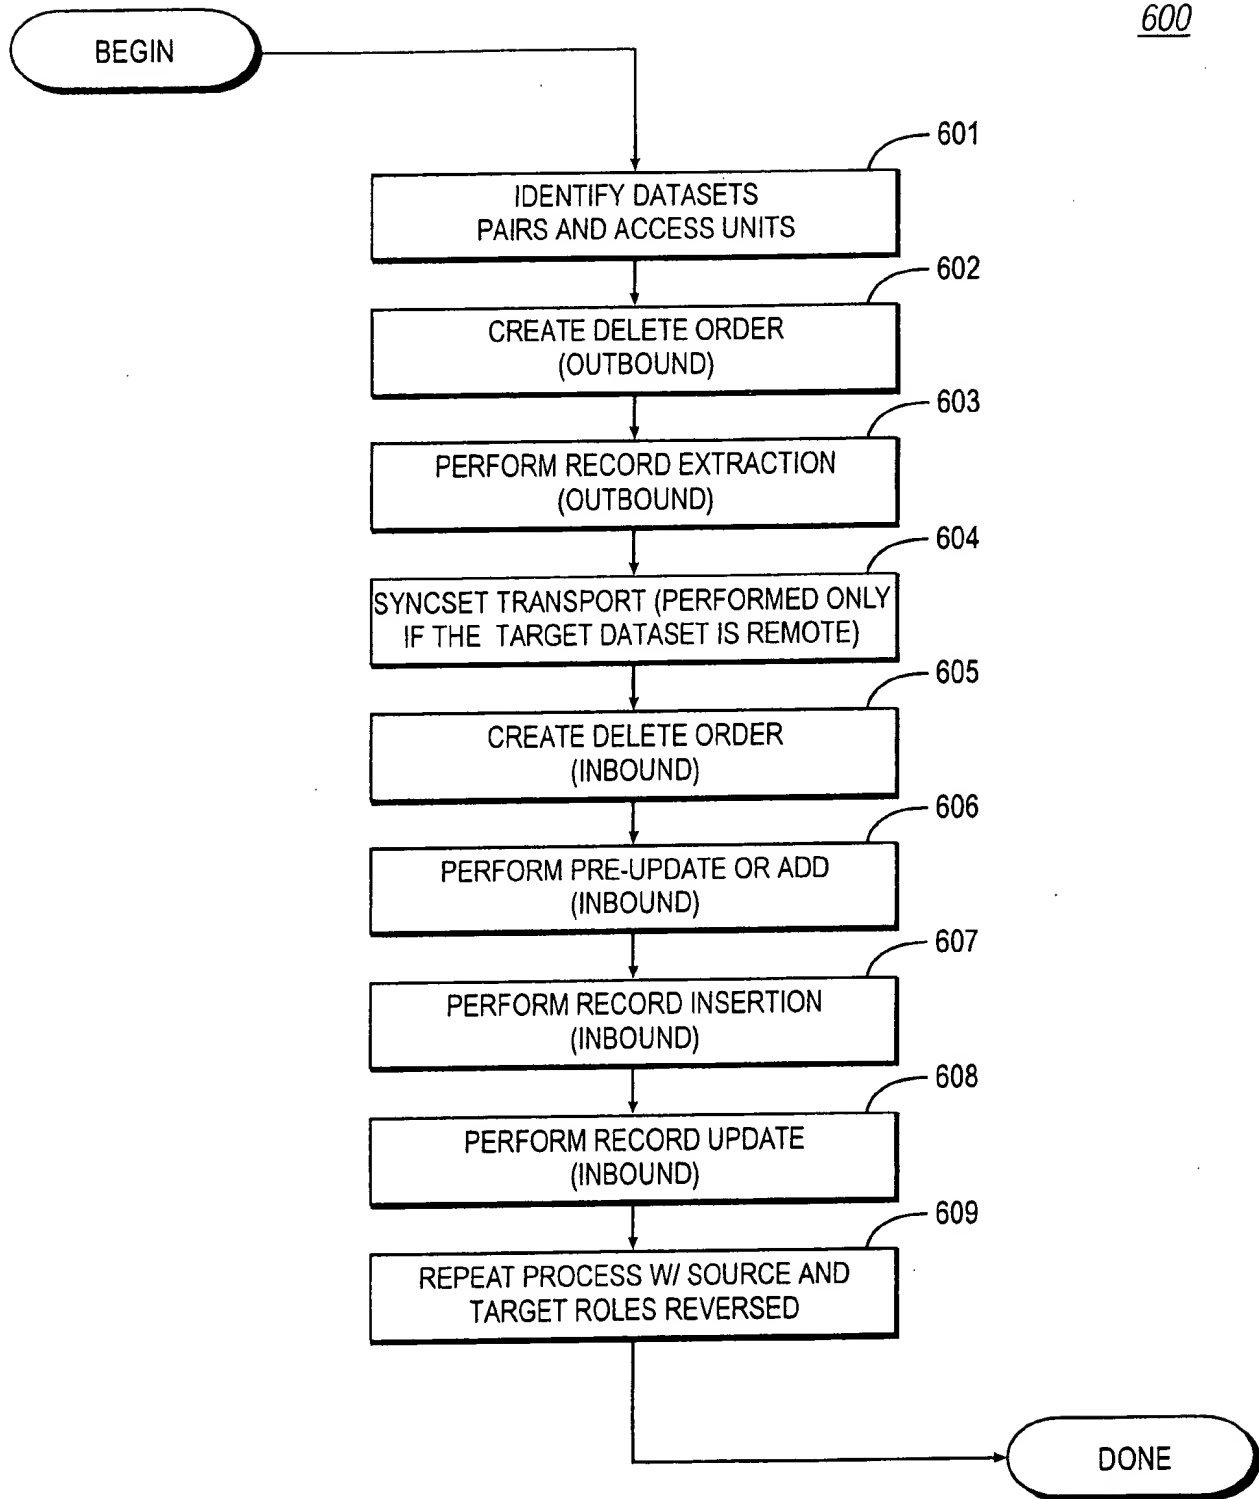 600
BEGIN
601
IDENTIFY DATASETS
PAIRS AND ACCESS UNITS
602
CREATE DELETE ORDER
(OUTBOUND)
603
PERFORM RECORD EXTRACTION
(OUTBOUND)
604
SYNCSET TRANSPORT (PERFORMED ONLY
IF THE TARGET DATASET IS REMOTE)
605
CREATE DELETE ORDER
(INBOUND)
606
PERFORM PRE-UPDATE OR ADD
(INBOUND)
607
PERFORM RECORD INSERTION
(INBOUND)
608
PERFORM RECORD UPDATE
(INBOUND)
609
REPEAT PROCESS W/ SOURCE AND
TARGET ROLES REVERSED
DONE